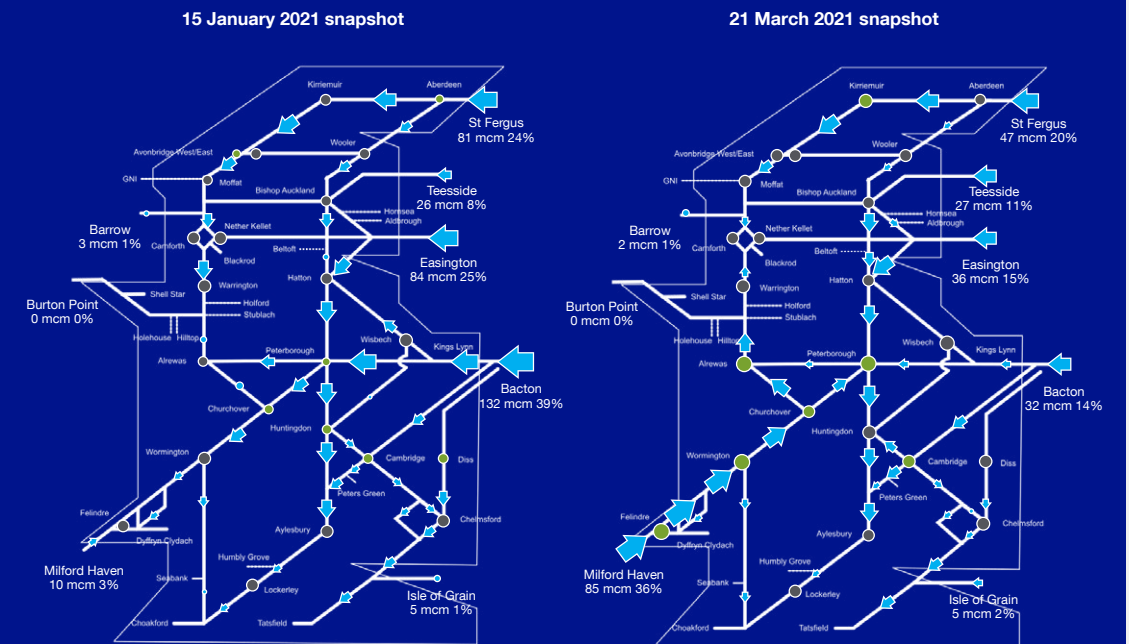 15 January 2021 snapshot
Kirriemuir
Aberdeen
St Fergus
81 mcm 24%
Avonbridge West/East
Wooler
GNI
Moffat
Bishop Auckland
Teesside
26 mcm 8%
Hornsea
Aldbrough
Barrow
3 mcm 1%
Nether Kellet
Carnforth
Beltoft
Blackrod
Easington
84 mcm 25%
Hatton
Warrington
Burton Point
0 mcm 0%
Shell Star
Holford
Stublach
Holehouse
Hilltop
Wisbech
Kings Lynn
Alrewas
Peterborough
Bacton
132 mcm 39%
Churchover
Huntingdon
Wormington
Cambridge
Diss
Peters Green
Felindre
Chelmsford
Dyffryn Clydach
Aylesbury
Milford Haven
10 mcm 3%
Humbly Grove
Seabank
Lockerley
Isle of Grain
5 mcm 1%
Choakford
Tatsfield
21 March 2021 snapshot
Kirriemuir
Aberdeen
St Fergus
47 mcm 20%
Avonbridge West/East
Wooler
GNI
Moffat
Bishop Auckland
Teesside
27 mcm 11%
Hornsea
Aldbrough
Barrow
2 mcm 1%
Nether Kellet
Carnforth
Beltoft
Blackrod
Easington
36 mcm 15%
Hatton
Warrington
Burton Point
0 mcm 0%
Shell Star
Holford
Stublach
Holehouse
Hilltop
Wisbech
Kings Lynn
Alrewas
Peterborough
Bacton
32 mcm 14%
Churchover
Huntingdon
Wormington
Cambridge
Diss
Peters Green
Felindre
Chelmsford
Dyffryn Clydach
Aylesbury
Milford Haven
85 mcm 36%
Humbly Grove
Seabank
Lockerley
Isle of Grain
5 mcm 2%
Choakford
Tatsfield